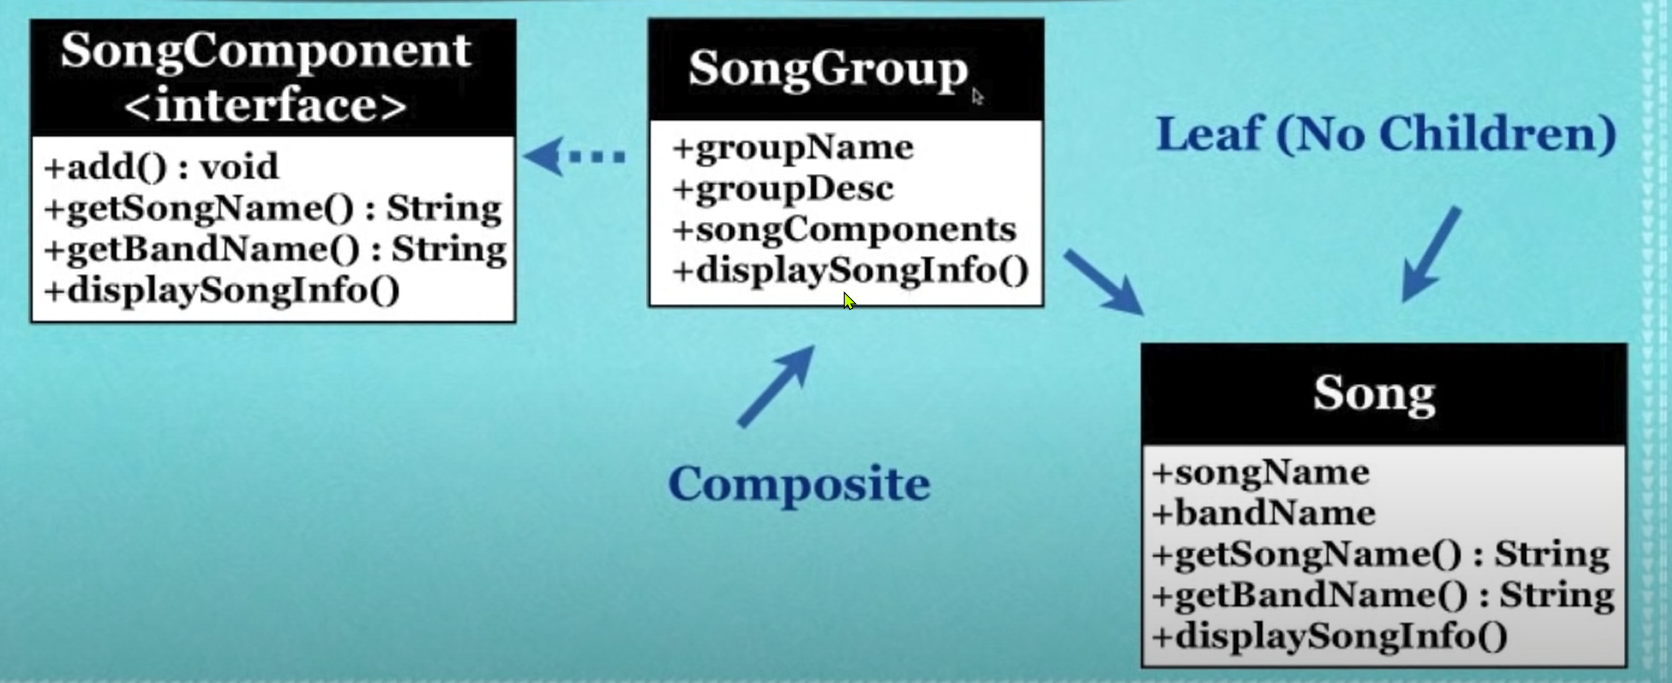 SongComponent
<interface>
+add() : void
+getSongName() : String
+getBandName() : String
+displaySongInfo()
SongGroup
+groupName
+groupDesc
+songComponents
+displaySongInfo()
Composite
Leaf (No Children)
Song
+songName
+bandName
+getSongName() : String
+getBandName() : String
+displaySongInfo()